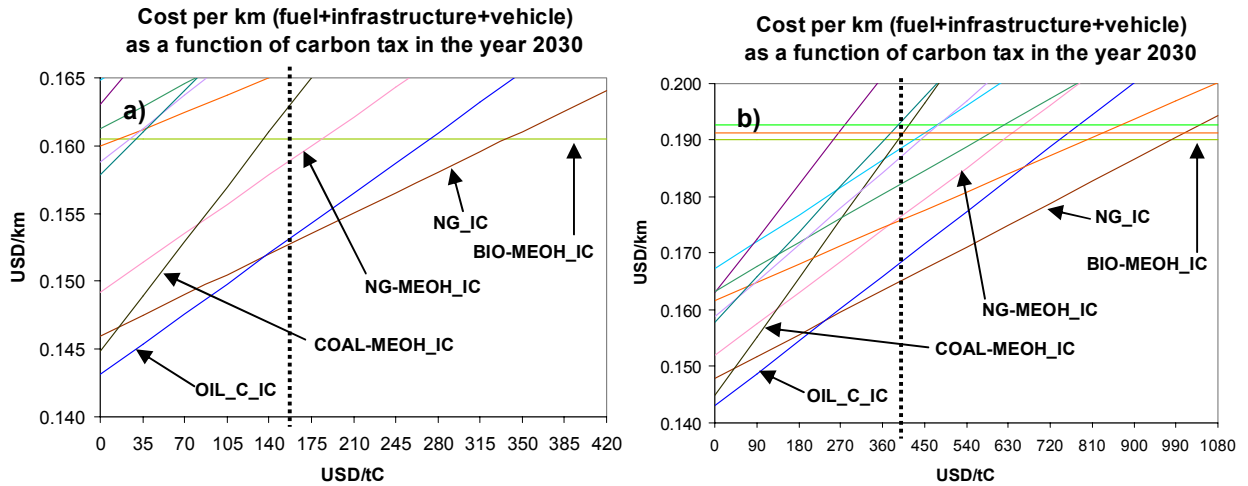 Cost per km (fuel+infrastructure+vehicle)
as a function of carbon tax in the year 2030
a)
USD/km
0.165
0.160
0.155
0.150
0.145
0.140
NG_IC
BIO-MEOH_IC
NG-MEOH_IC
COAL-MEOH_IC
OIL_C_IC
0 35 70 105 140 175 210 245 280 315 350 385 420
USD/tC
Cost per km (fuel+infrastructure+vehicle)
as a function of carbon tax in the year 2030
b)
USD/km
0.200
0.190
0.180
0.170
0.160
0.150
0.140
NG_IC
BIO-MEOH_IC
NG-MEOH_IC
COAL-MEOH_IC
OIL_C_IC
0 90 180 270 360 450 540 630 720 810 900 990 1080
USD/tC